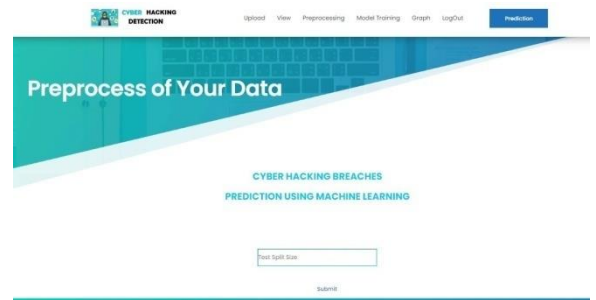 CYBER HACKING
DETECTION
Upload View Preprocessing Model Training Graph LogOut Prediction
Preprocess of Your Data
CYBER HACKING BREACHES
PREDICTION USING MACHINE LEARNING
Test Split Size
Submit